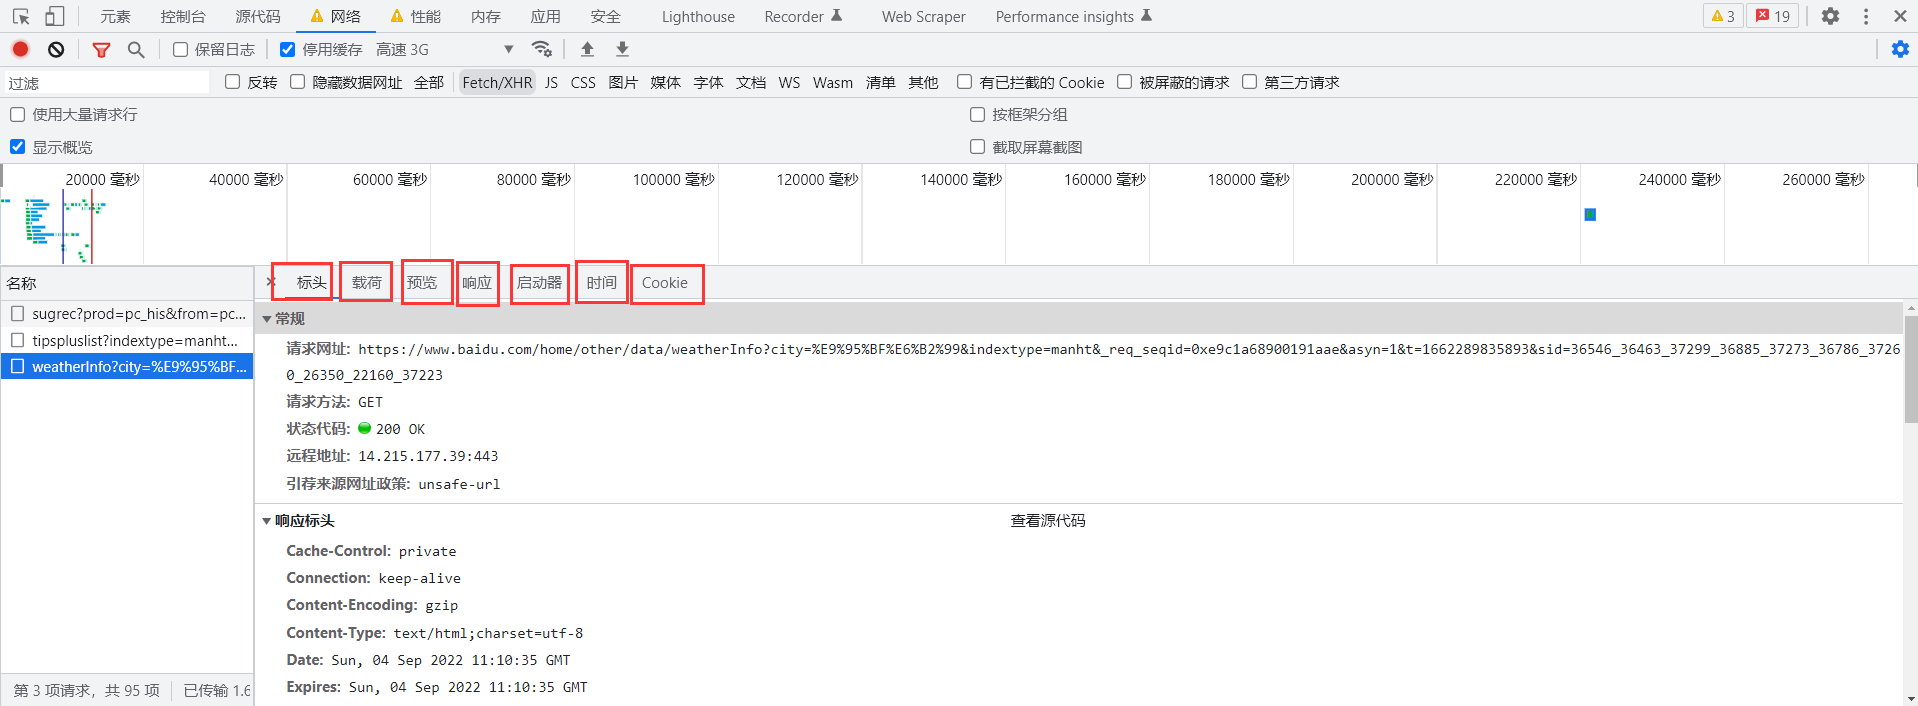 元素 控制台 源代码 网络 性能 内存 应用 安全 Lighthouse Recorder Web Scraper Performance insights 3 19
保留日志 停用缓存 高速 3G
过滤 反转 隐藏数据网址 全部 Fetch/XHR JS CSS 图片 媒体 字体 文档 WS Wasm 清单 其他 有已拦截的 Cookie 被屏蔽的请求 第三方请求
使用大量请求行 按框架分组
显示概览 截取屏幕截图
20000 毫秒 40000 毫秒 60000 毫秒 80000 毫秒 100000 毫秒 120000 毫秒 140000 毫秒 160000 毫秒 180000 毫秒 200000 毫秒 220000 毫秒 240000 毫秒 260000 毫秒
名称 标头 载荷 预览 响应 启动器 时间 Cookie
sugrec?prod=pc_his&from=pc...
tipspluslist?indextype=manht...
weatherInfo?city=%E9%95%BF...
第 3 项请求，共 95 项 已传输 1.6
常规
请求网址: https://www.baidu.com/home/other/data/weatherInfo?city=%E9%95%BF%E6%B2%99&indextype=manht&_req_seqid=0xe9c1a68900191aae&asyn=1&t=1662289835893&sid=36546_36463_37299_36885_37273_36786_3726
0_26350_22160_37223
请求方法: GET
状态代码: 200 OK
远程地址: 14.215.177.39:443
引荐来源网址政策: unsafe-url
响应标头 查看源代码
Cache-Control: private
Connection: keep-alive
Content-Encoding: gzip
Content-Type: text/html;charset=utf-8
Date: Sun, 04 Sep 2022 11:10:35 GMT
Expires: Sun, 04 Sep 2022 11:10:35 GMT